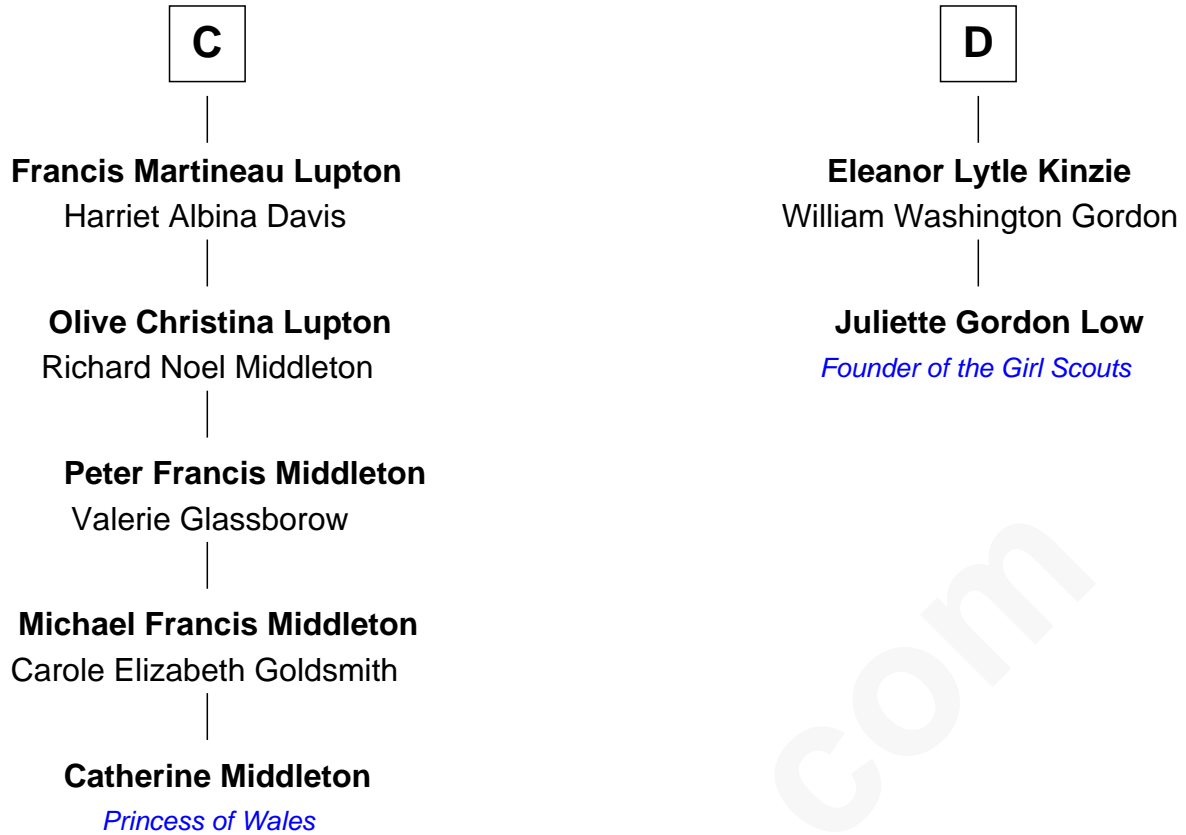 C
Francis Martineau Lupton
Harriet Albina Davis
Olive Christina Lupton
Richard Noel Middleton
Peter Francis Middleton
Valerie Glassborow
Michael Francis Middleton
Carole Elizabeth Goldsmith
Catherine Middleton
Princess of Wales
D
Eleanor Lytle Kinzie
William Washington Gordon
Juliette Gordon Low
Founder of the Girl Scouts
com